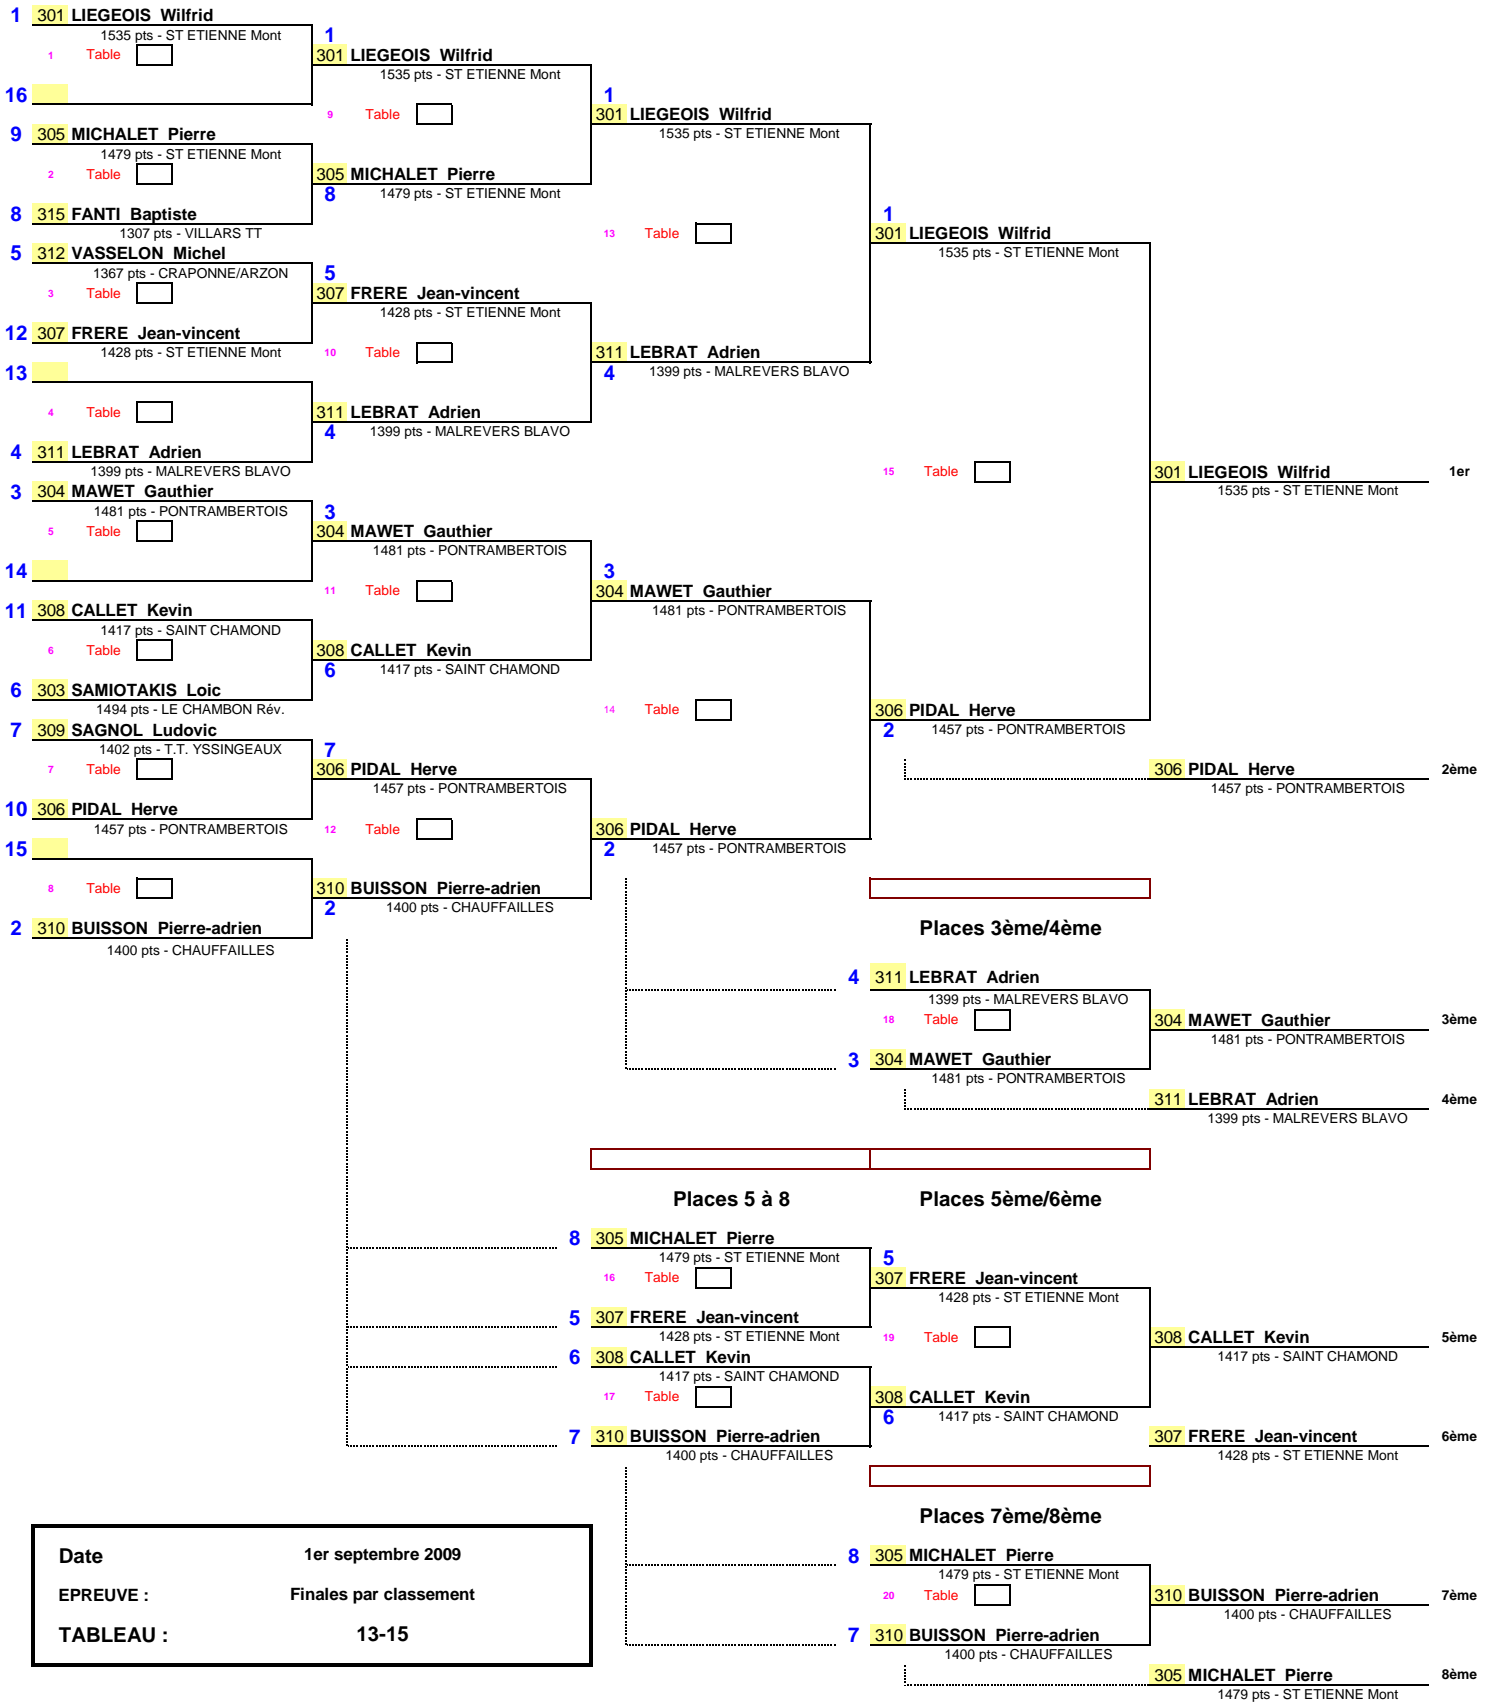 1 301 LIEGEOIS Wilfrid
1535 pts - ST ETIENNE Mont
1 Table
16
9 305 MICHALET Pierre
1479 pts - ST ETIENNE Mont
2 Table
8 315 FANTI Baptiste
1307 pts - VILLARS TT
5 312 VASSELON Michel
1367 pts - CRAPONNE/ARZON
3 Table
12 307 FRERE Jean-vincent
1428 pts - ST ETIENNE Mont
13
4 Table
4 311 LEBRAT Adrien
1399 pts - MALREVERS BLAVO
3 304 MAWET Gauthier
1481 pts - PONTRAMBERTOIS
5 Table
14
11 308 CALLET Kevin
1417 pts - SAINT CHAMOND
6 Table
6 303 SAMIOTAKIS Loic
1494 pts - LE CHAMBON Rév.
7 309 SAGNOL Ludovic
1402 pts - T.T. YSSINGEAUX
7 Table
10 306 PIDAL Herve
1457 pts - PONTRAMBERTOIS
15
8 Table
2 310 BUISSON Pierre-adrien
1400 pts - CHAUFFAILLES
1
301 LIEGEOIS Wilfrid
1535 pts - ST ETIENNE Mont
9 Table
305 MICHALET Pierre
8 1479 pts - ST ETIENNE Mont
5
307 FRERE Jean-vincent
1428 pts - ST ETIENNE Mont
10 Table
311 LEBRAT Adrien
4 1399 pts - MALREVERS BLAVO
3
304 MAWET Gauthier
1481 pts - PONTRAMBERTOIS
11 Table
308 CALLET Kevin
6 1417 pts - SAINT CHAMOND
7
306 PIDAL Herve
1457 pts - PONTRAMBERTOIS
12 Table
310 BUISSON Pierre-adrien
2 1400 pts - CHAUFFAILLES
1
301 LIEGEOIS Wilfrid
1535 pts - ST ETIENNE Mont
13 Table
311 LEBRAT Adrien
4 1399 pts - MALREVERS BLAVO
3
304 MAWET Gauthier
1481 pts - PONTRAMBERTOIS
14 Table
306 PIDAL Herve
2 1457 pts - PONTRAMBERTOIS
1
301 LIEGEOIS Wilfrid
1535 pts - ST ETIENNE Mont
15 Table
306 PIDAL Herve
2 1457 pts - PONTRAMBERTOIS
301 LIEGEOIS Wilfrid 1er
1535 pts - ST ETIENNE Mont
306 PIDAL Herve 2ème
1457 pts - PONTRAMBERTOIS
Places 3ème/4ème
4 311 LEBRAT Adrien
1399 pts - MALREVERS BLAVO
18 Table
3 304 MAWET Gauthier
1481 pts - PONTRAMBERTOIS
304 MAWET Gauthier 3ème
1481 pts - PONTRAMBERTOIS
311 LEBRAT Adrien 4ème
1399 pts - MALREVERS BLAVO
Places 5 à 8
8 305 MICHALET Pierre
1479 pts - ST ETIENNE Mont
16 Table
5 307 FRERE Jean-vincent
1428 pts - ST ETIENNE Mont
6 308 CALLET Kevin
1417 pts - SAINT CHAMOND
17 Table
7 310 BUISSON Pierre-adrien
1400 pts - CHAUFFAILLES
Places 5ème/6ème
5
307 FRERE Jean-vincent
1428 pts - ST ETIENNE Mont
19 Table
308 CALLET Kevin
6 1417 pts - SAINT CHAMOND
308 CALLET Kevin 5ème
1417 pts - SAINT CHAMOND
307 FRERE Jean-vincent 6ème
1428 pts - ST ETIENNE Mont
Places 7ème/8ème
8 305 MICHALET Pierre
1479 pts - ST ETIENNE Mont
20 Table
7 310 BUISSON Pierre-adrien
1400 pts - CHAUFFAILLES
310 BUISSON Pierre-adrien 7ème
1400 pts - CHAUFFAILLES
305 MICHALET Pierre 8ème
1479 pts - ST ETIENNE Mont
Date 1er septembre 2009
EPREUVE : Finales par classement
TABLEAU : 13-15